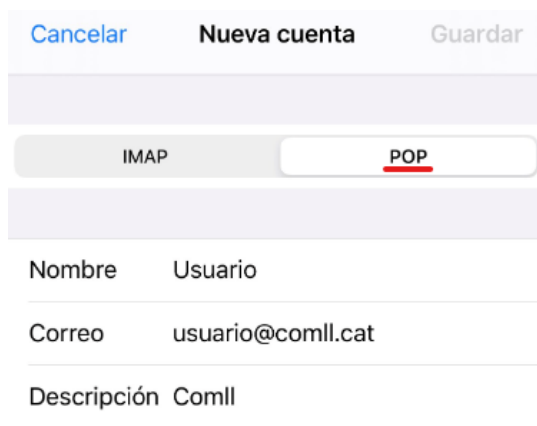 Cancelar Nueva cuenta Guardar
IMAP POP
Nombre Usuario
Correo usuario@comll.cat
Descripción Comll